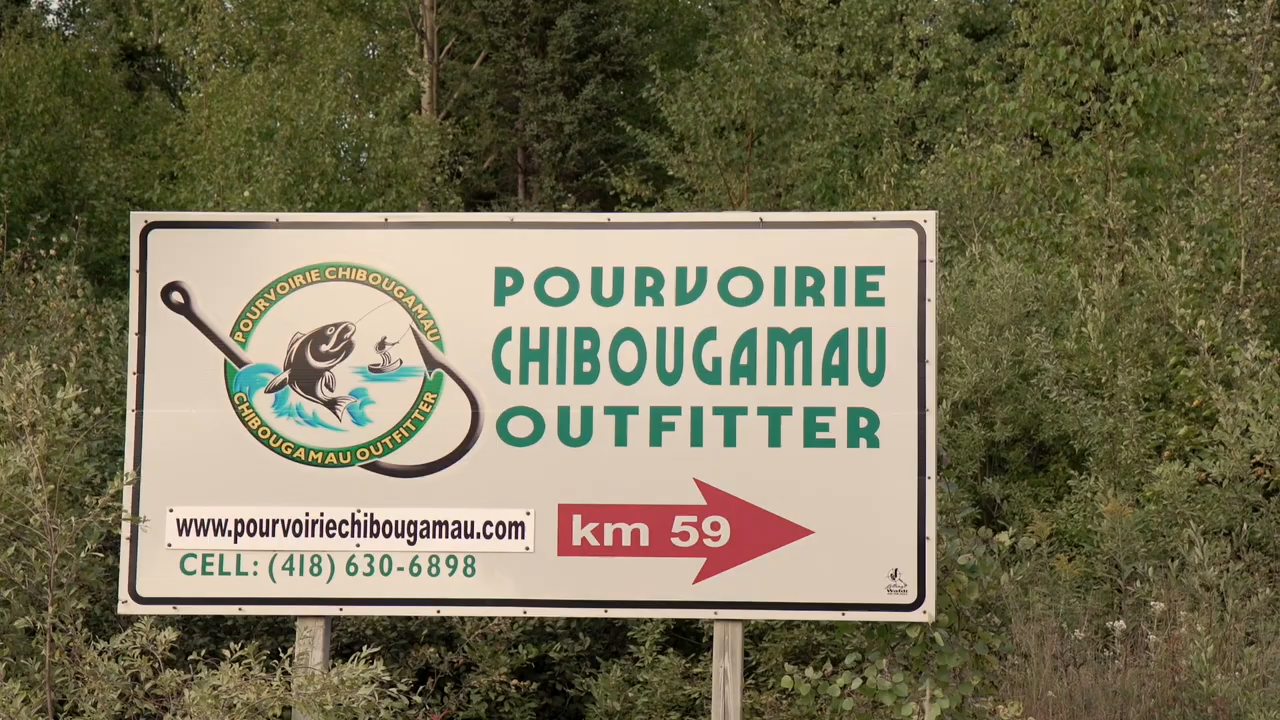 POURVOIRIE CHIBOUGAMAU
CHIBOUGAMAU OUTFITTER
POURVOIRIE
CHIBOUGAMAU
OUTFITTER
www.pourvoiriechibougamau.com
CELL: (418) 630-6898
km 59